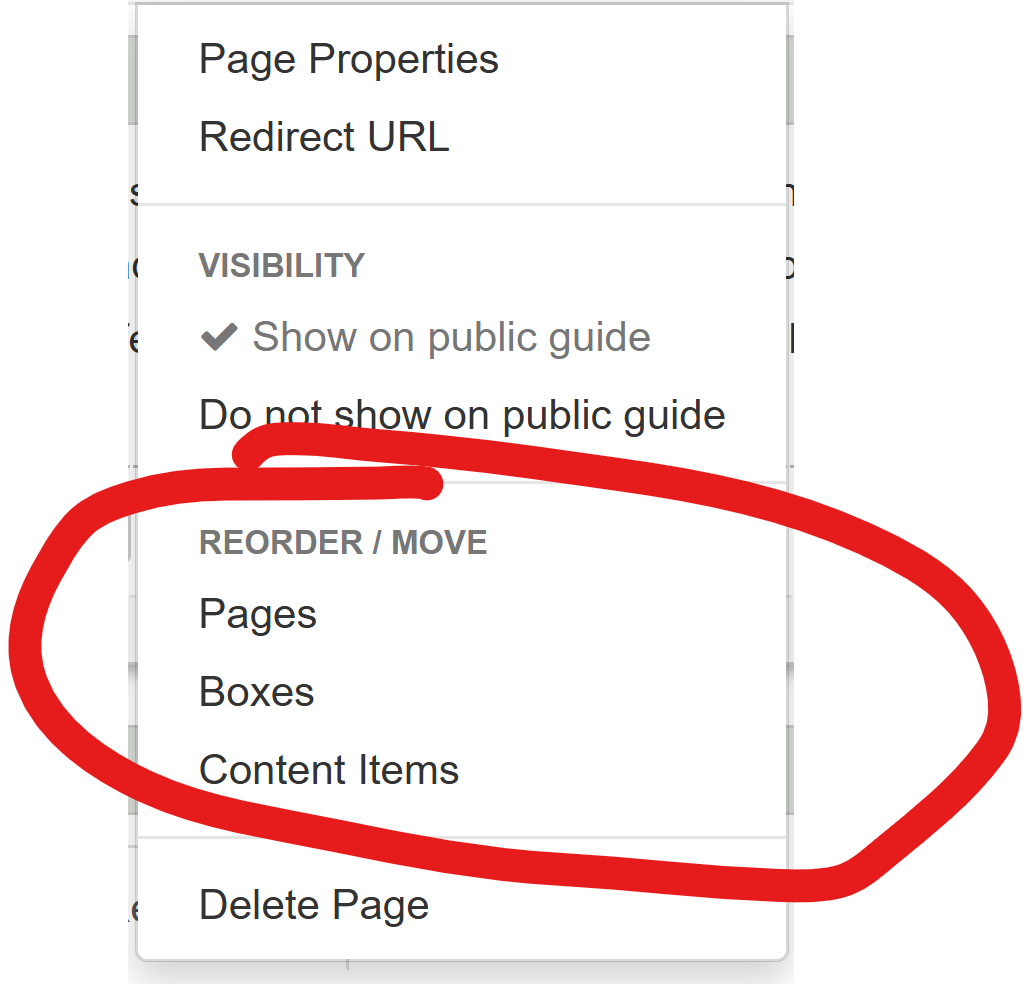 Page Properties
Redirect URL
VISIBILITY
Show on public guide
Do not show on public guide
REORDER / MOVE
Pages
Boxes
Content Items
Delete Page